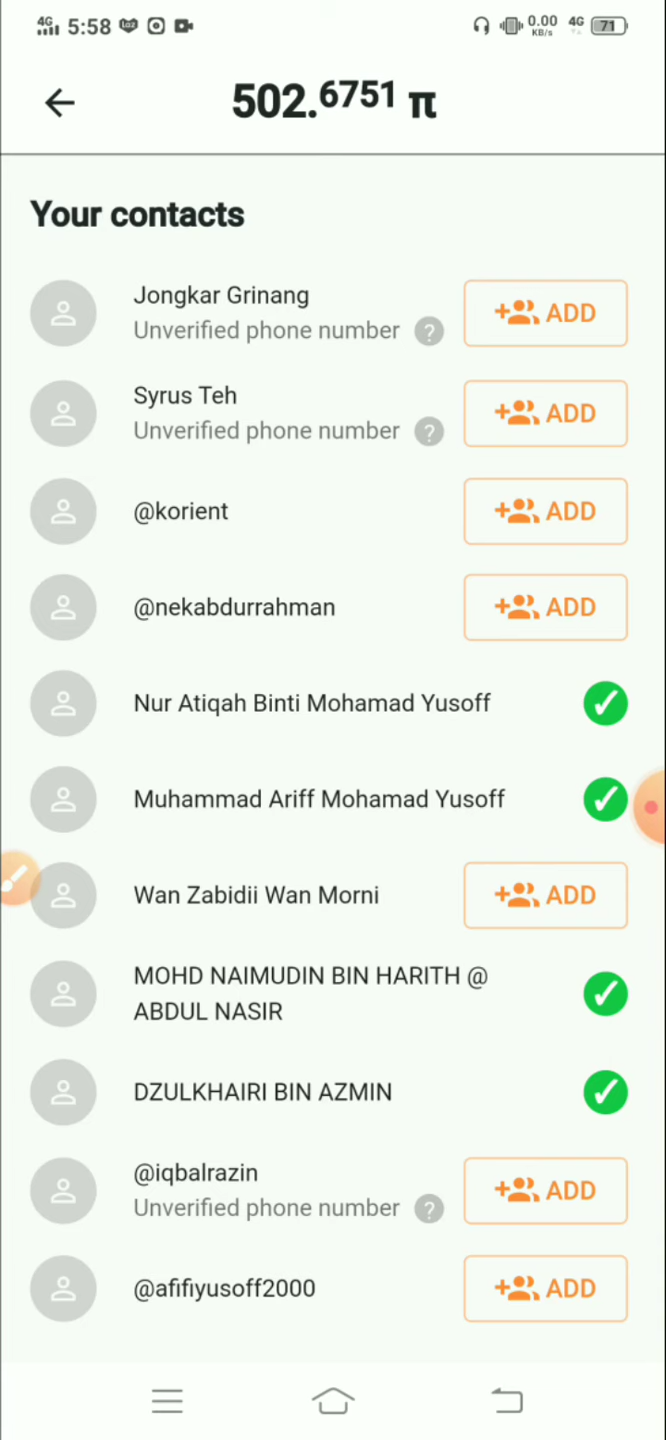 4G 5:58 Laz 0.00 KB/s 4G 71
502.6751 π
Your contacts
Jongkar Grinang
Unverified phone number ? +ADD
Syrus Teh
Unverified phone number ? +ADD
@korient +ADD
@nekabdurrahman +ADD
Nur Atiqah Binti Mohamad Yusoff
Muhammad Ariff Mohamad Yusoff
Wan Zabidii Wan Morni +ADD
MOHD NAIMUDIN BIN HARITH @
ABDUL NASIR
DZULKHAIRI BIN AZMIN
@iqbalrazin
Unverified phone number ? +ADD
@afifiyusoff2000 +ADD